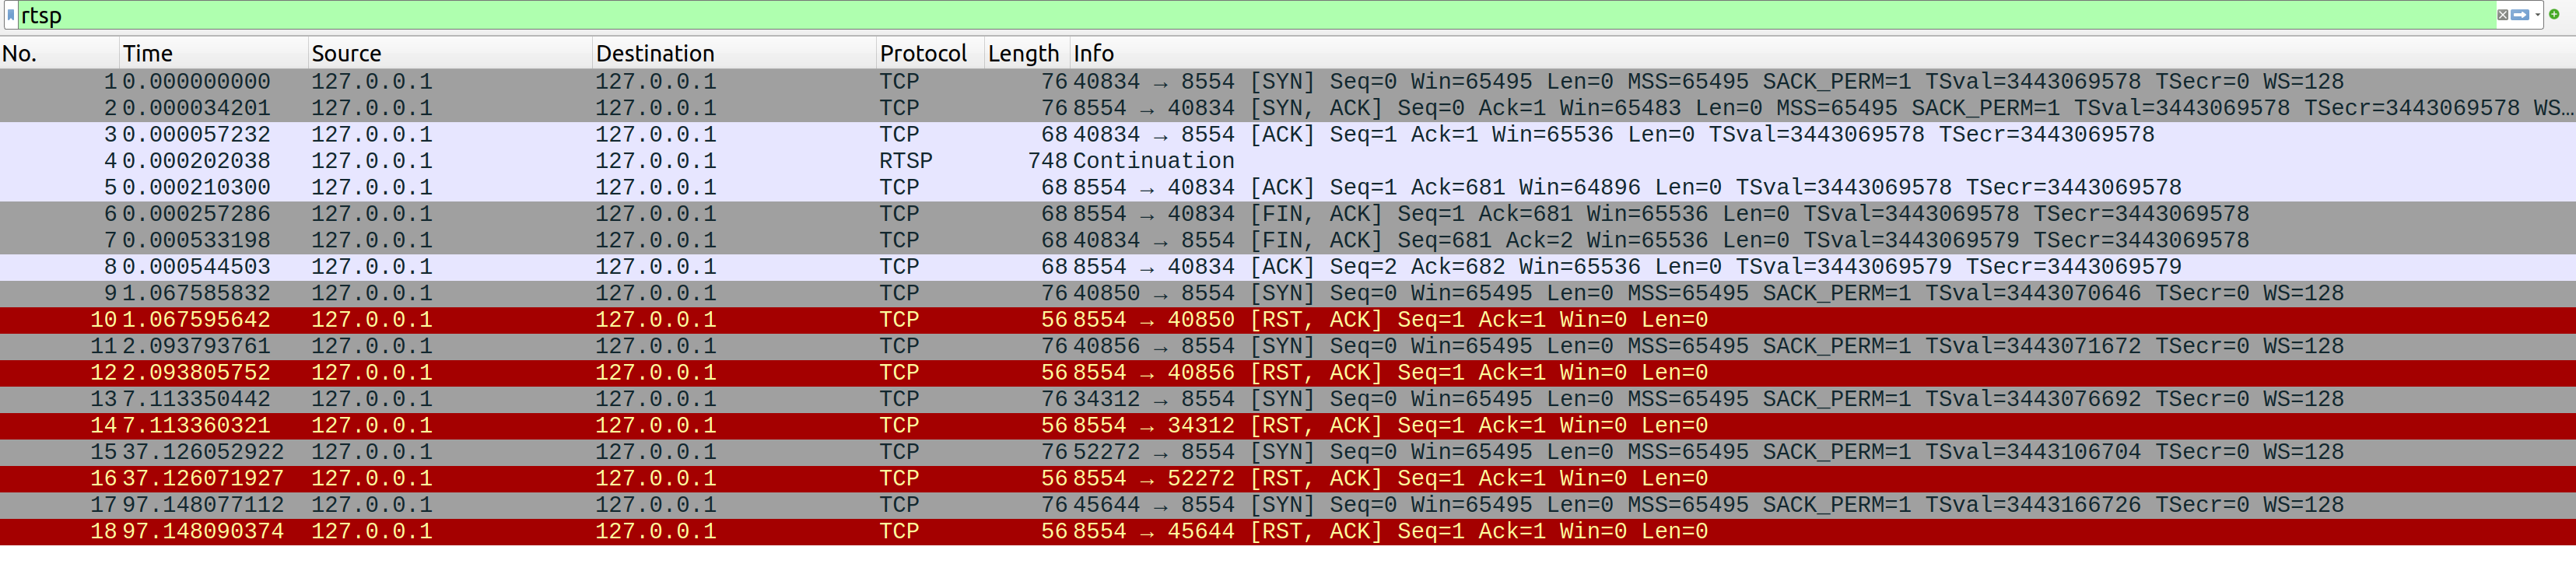 rtsp
No. Time Source Destination Protocol Length Info
1 0.000000000 127.0.0.1 127.0.0.1 TCP 76 40834 → 8554 [SYN] Seq=0 Win=65495 Len=0 MSS=65495 SACK_PERM=1 TSval=3443069578 TSecr=0 WS=128
2 0.000034201 127.0.0.1 127.0.0.1 TCP 76 8554 → 40834 [SYN, ACK] Seq=0 Ack=1 Win=65483 Len=0 MSS=65495 SACK_PERM=1 TSval=3443069578 TSecr=3443069578 WS…
3 0.000057232 127.0.0.1 127.0.0.1 TCP 68 40834 → 8554 [ACK] Seq=1 Ack=1 Win=65536 Len=0 TSval=3443069578 TSecr=3443069578
4 0.000202038 127.0.0.1 127.0.0.1 RTSP 748 Continuation
5 0.000210300 127.0.0.1 127.0.0.1 TCP 68 8554 → 40834 [ACK] Seq=1 Ack=681 Win=64896 Len=0 TSval=3443069578 TSecr=3443069578
6 0.000257286 127.0.0.1 127.0.0.1 TCP 68 8554 → 40834 [FIN, ACK] Seq=1 Ack=681 Win=65536 Len=0 TSval=3443069578 TSecr=3443069578
7 0.000533198 127.0.0.1 127.0.0.1 TCP 68 40834 → 8554 [FIN, ACK] Seq=681 Ack=2 Win=65536 Len=0 TSval=3443069579 TSecr=3443069578
8 0.000544503 127.0.0.1 127.0.0.1 TCP 68 8554 → 40834 [ACK] Seq=2 Ack=682 Win=65536 Len=0 TSval=3443069579 TSecr=3443069579
9 1.067585832 127.0.0.1 127.0.0.1 TCP 76 40850 → 8554 [SYN] Seq=0 Win=65495 Len=0 MSS=65495 SACK_PERM=1 TSval=3443070646 TSecr=0 WS=128
10 1.067595642 127.0.0.1 127.0.0.1 TCP 56 8554 → 40850 [RST, ACK] Seq=1 Ack=1 Win=0 Len=0
11 2.093793761 127.0.0.1 127.0.0.1 TCP 76 40856 → 8554 [SYN] Seq=0 Win=65495 Len=0 MSS=65495 SACK_PERM=1 TSval=3443071672 TSecr=0 WS=128
12 2.093805752 127.0.0.1 127.0.0.1 TCP 56 8554 → 40856 [RST, ACK] Seq=1 Ack=1 Win=0 Len=0
13 7.113350442 127.0.0.1 127.0.0.1 TCP 76 34312 → 8554 [SYN] Seq=0 Win=65495 Len=0 MSS=65495 SACK_PERM=1 TSval=3443076692 TSecr=0 WS=128
14 7.113360321 127.0.0.1 127.0.0.1 TCP 56 8554 → 34312 [RST, ACK] Seq=1 Ack=1 Win=0 Len=0
15 37.126052922 127.0.0.1 127.0.0.1 TCP 76 52272 → 8554 [SYN] Seq=0 Win=65495 Len=0 MSS=65495 SACK_PERM=1 TSval=3443106704 TSecr=0 WS=128
16 37.126071927 127.0.0.1 127.0.0.1 TCP 56 8554 → 52272 [RST, ACK] Seq=1 Ack=1 Win=0 Len=0
17 97.148077112 127.0.0.1 127.0.0.1 TCP 76 45644 → 8554 [SYN] Seq=0 Win=65495 Len=0 MSS=65495 SACK_PERM=1 TSval=3443166726 TSecr=0 WS=128
18 97.148090374 127.0.0.1 127.0.0.1 TCP 56 8554 → 45644 [RST, ACK] Seq=1 Ack=1 Win=0 Len=0